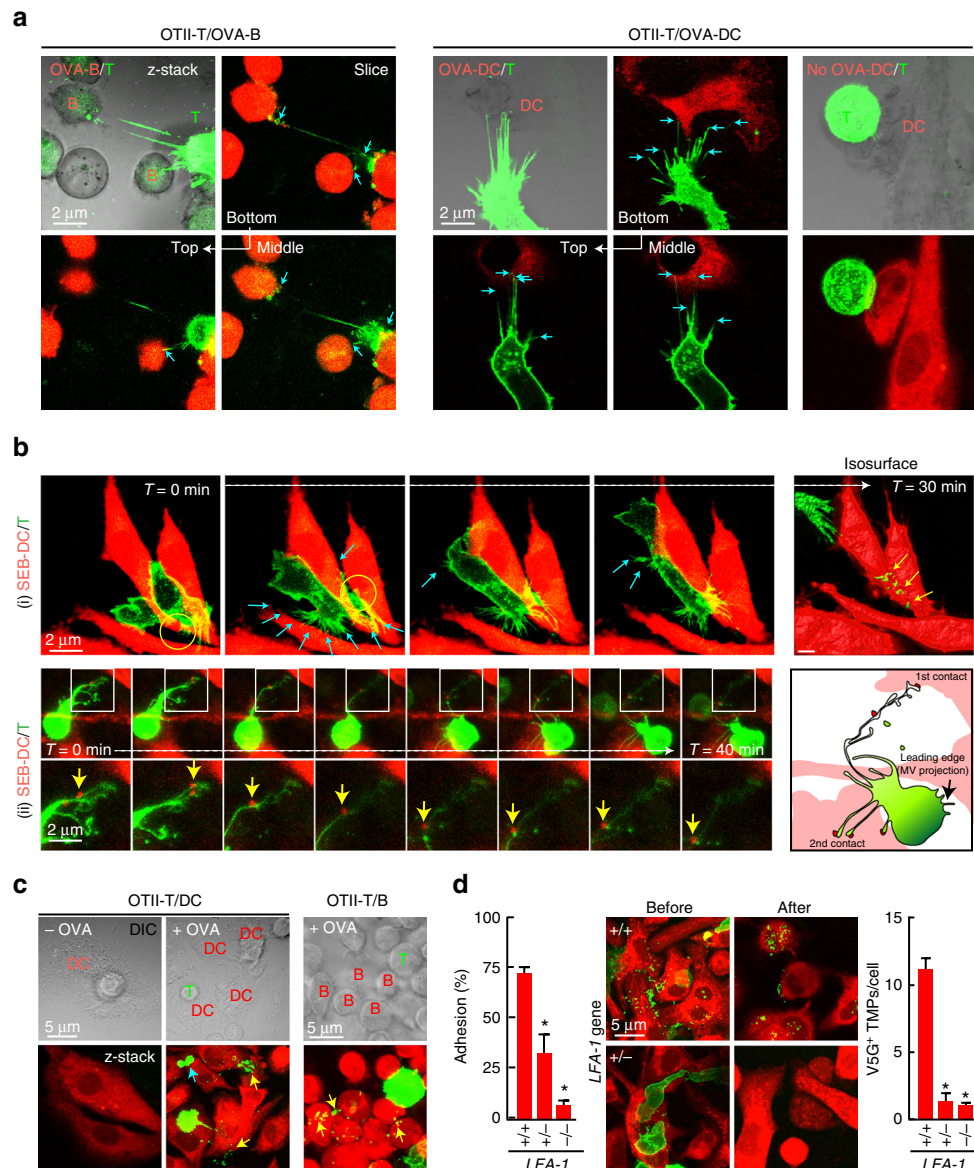 a
OTII-T/OVA-B
OTII-T/OVA-DC
OVA-B/T
z-stack
B
T
B
2 μm
Slice
Bottom
Top
Middle
OVA-DC/T
DC
2 μm
Bottom
Top
Middle
No OVA-DC/T
T
DC
b
Isosurface
(i) SEB-DC/T
T = 0 min
T = 30 min
2 μm
(ii) SEB-DC/T
T = 0 min
T = 40 min
2 μm
1st contact
Leading edge
(MV projection)
2nd contact
c
OTII-T/DC
OTII-T/B
– OVA
DIC
DC
5 μm
+ OVA
DC
DC
DC
T
DC
+ OVA
T
B
B
B
B
B
5 μm
z-stack
d
Adhesion (%)
100
75
50
25
0
*
*
+/+
+/–
–/–
LFA-1
Before
After
LFA-1 gene
+/+
5 μm
+/–
V5G⁺ TMPs/cell
15
10
5
0
*
*
+/+
+/–
–/–
LFA-1